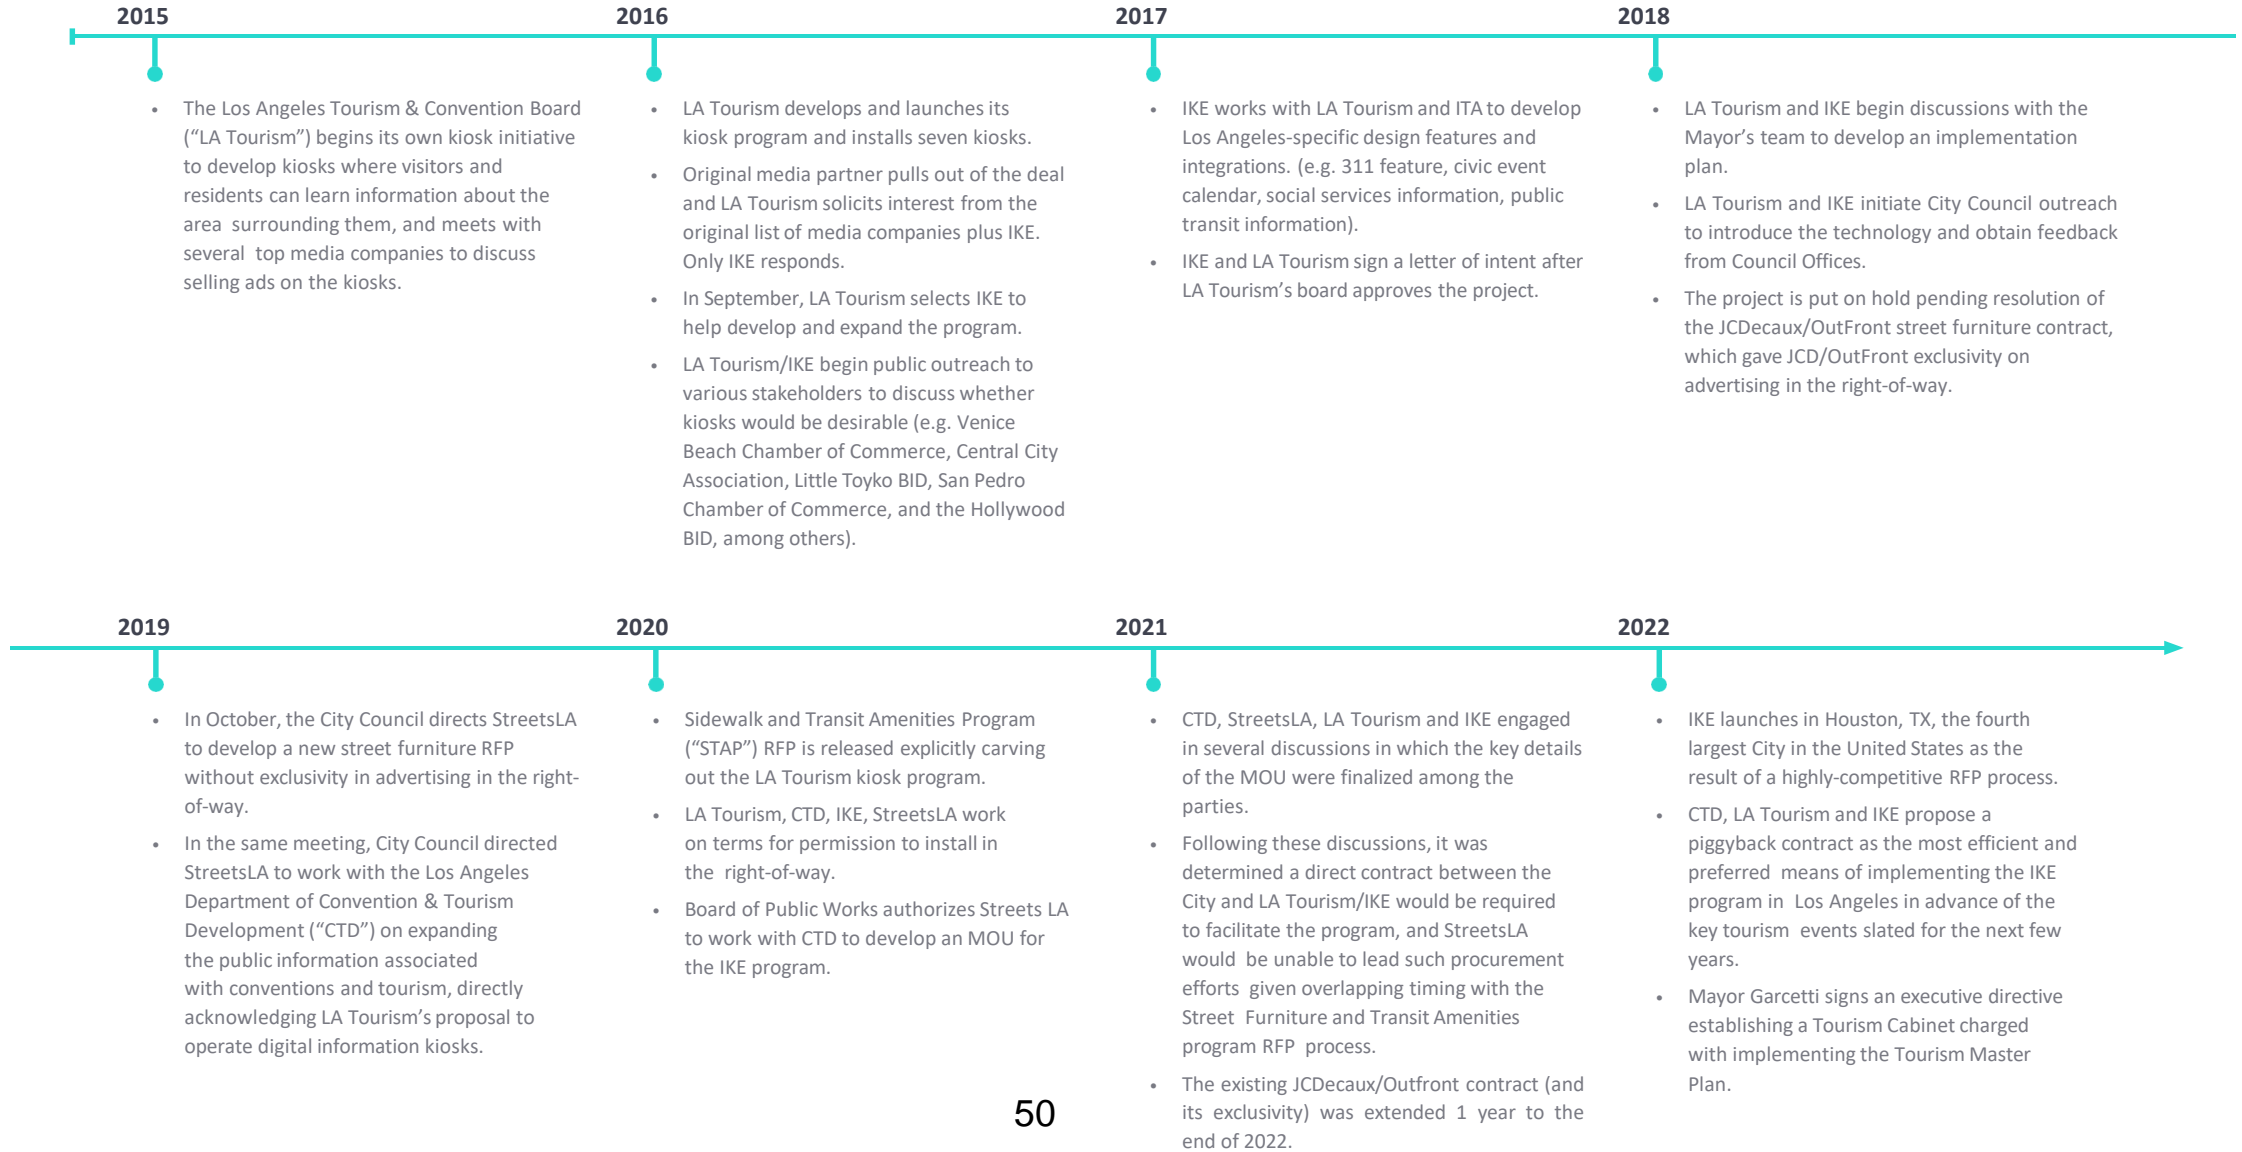 2015
• The Los Angeles Tourism & Convention Board
(“LA Tourism”) begins its own kiosk initiative
to develop kiosks where visitors and
residents can learn information about the
area surrounding them, and meets with
several top media companies to discuss
selling ads on the kiosks.
2016
• LA Tourism develops and launches its
kiosk program and installs seven kiosks.
• Original media partner pulls out of the deal
and LA Tourism solicits interest from the
original list of media companies plus IKE.
Only IKE responds.
• In September, LA Tourism selects IKE to
help develop and expand the program.
• LA Tourism/IKE begin public outreach to
various stakeholders to discuss whether
kiosks would be desirable (e.g. Venice
Beach Chamber of Commerce, Central City
Association, Little Toyko BID, San Pedro
Chamber of Commerce, and the Hollywood
BID, among others).
2017
• IKE works with LA Tourism and ITA to develop
Los Angeles-specific design features and
integrations. (e.g. 311 feature, civic event
calendar, social services information, public
transit information).
• IKE and LA Tourism sign a letter of intent after
LA Tourism’s board approves the project.
2018
• LA Tourism and IKE begin discussions with the
Mayor’s team to develop an implementation
plan.
• LA Tourism and IKE initiate City Council outreach
to introduce the technology and obtain feedback
from Council Offices.
• The project is put on hold pending resolution of
the JCDecaux/OutFront street furniture contract,
which gave JCD/OutFront exclusivity on
advertising in the right-of-way.
2019
• In October, the City Council directs StreetsLA
to develop a new street furniture RFP
without exclusivity in advertising in the right-
of-way.
• In the same meeting, City Council directed
StreetsLA to work with the Los Angeles
Department of Convention & Tourism
Development (“CTD”) on expanding
the public information associated
with conventions and tourism, directly
acknowledging LA Tourism’s proposal to
operate digital information kiosks.
2020
• Sidewalk and Transit Amenities Program
(“STAP”) RFP is released explicitly carving
out the LA Tourism kiosk program.
• LA Tourism, CTD, IKE, StreetsLA work
on terms for permission to install in
the right-of-way.
• Board of Public Works authorizes Streets LA
to work with CTD to develop an MOU for
the IKE program.
2021
• CTD, StreetsLA, LA Tourism and IKE engaged
in several discussions in which the key details
of the MOU were finalized among the
parties.
• Following these discussions, it was
determined a direct contract between the
City and LA Tourism/IKE would be required
to facilitate the program, and StreetsLA
would be unable to lead such procurement
efforts given overlapping timing with the
Street Furniture and Transit Amenities
program RFP process.
• The existing JCDecaux/Outfront contract (and
its exclusivity) was extended 1 year to the
end of 2022.
2022
• IKE launches in Houston, TX, the fourth
largest City in the United States as the
result of a highly-competitive RFP process.
• CTD, LA Tourism and IKE propose a
piggyback contract as the most efficient and
preferred means of implementing the IKE
program in Los Angeles in advance of the
key tourism events slated for the next few
years.
• Mayor Garcetti signs an executive directive
establishing a Tourism Cabinet charged
with implementing the Tourism Master
Plan.
50